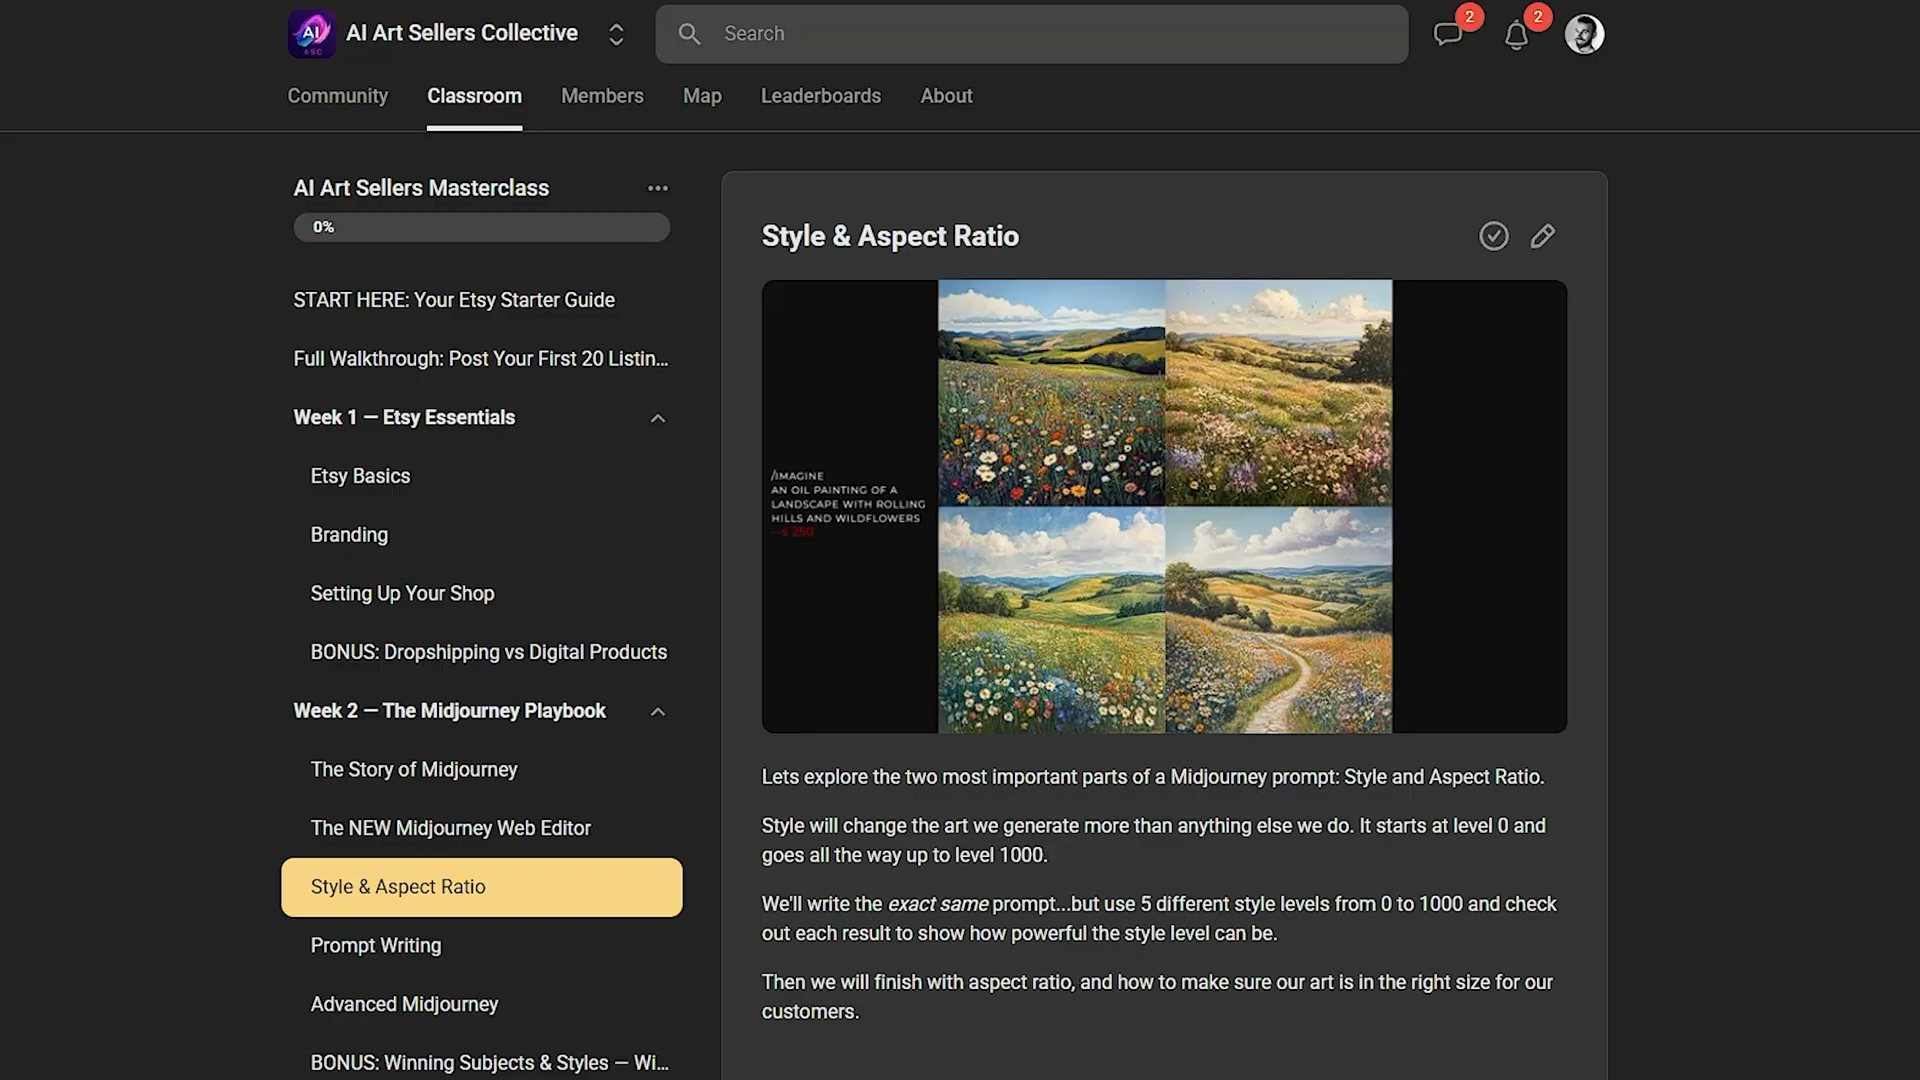 AI
ASC
AI Art Sellers Collective
Search
2
2
Community
Classroom
Members
Map
Leaderboards
About
AI Art Sellers Masterclass
0%
START HERE: Your Etsy Starter Guide
Full Walkthrough: Post Your First 20 Listin...
Week 1 — Etsy Essentials
Etsy Basics
Branding
Setting Up Your Shop
BONUS: Dropshipping vs Digital Products
Week 2 — The Midjourney Playbook
The Story of Midjourney
The NEW Midjourney Web Editor
Style & Aspect Ratio
Prompt Writing
Advanced Midjourney
BONUS: Winning Subjects & Styles — Wi...
Style & Aspect Ratio
/IMAGINE
AN OIL PAINTING OF A
LANDSCAPE WITH ROLLING
HILLS AND WILDFLOWERS
--S 250
Lets explore the two most important parts of a Midjourney prompt: Style and Aspect Ratio.
Style will change the art we generate more than anything else we do. It starts at level 0 and
goes all the way up to level 1000.
We'll write the exact same prompt...but use 5 different style levels from 0 to 1000 and check
out each result to show how powerful the style level can be.
Then we will finish with aspect ratio, and how to make sure our art is in the right size for our
customers.